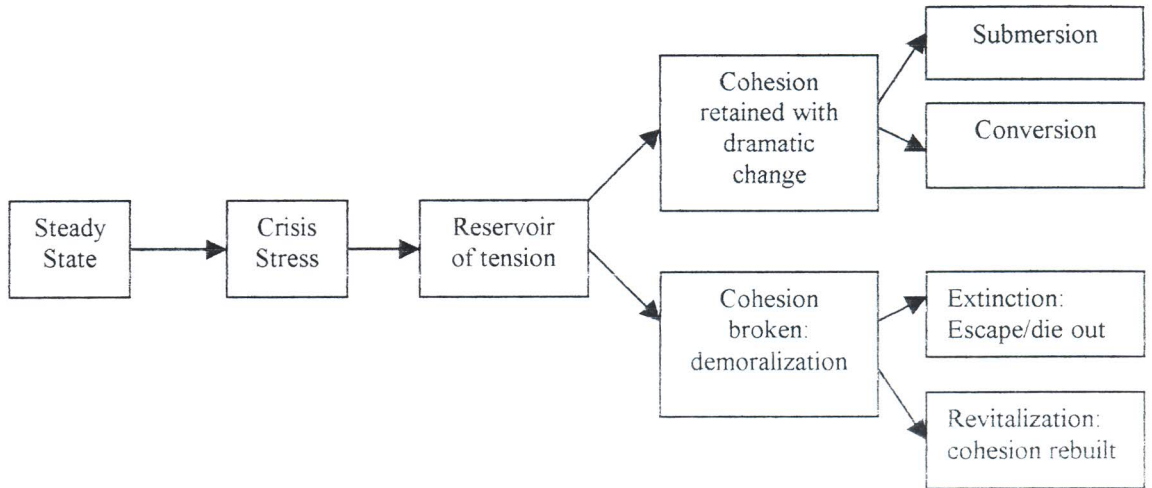 Steady
State
Crisis
Stress
Reservoir
of tension
Cohesion
retained with
dramatic
change
Submersion
Conversion
Cohesion
broken:
demoralization
Extinction:
Escape/die out
Revitalization:
cohesion rebuilt